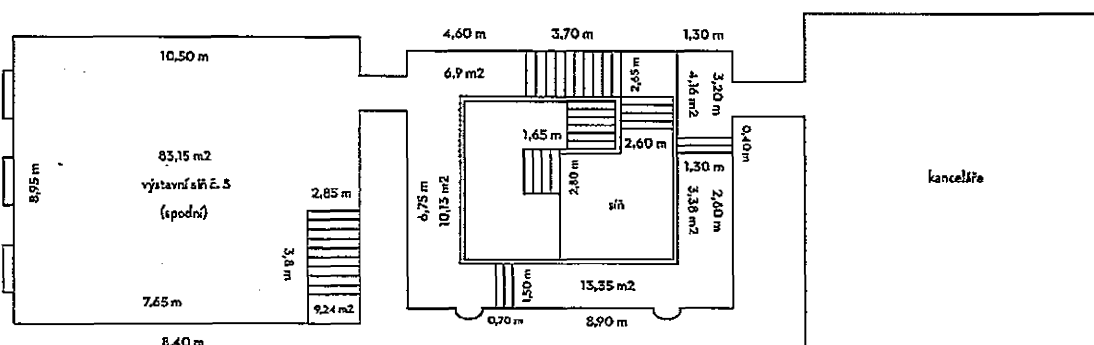 4,60 m
3,70 m
1,30 m
10,50 m
6,9 m2
2,65 m
3,20 m
4,16 m2
83,15 m2
výstavní síň č. 3
(spodní)
8,95 m
2,85 m
3,8 m
7,65 m
9,24 m2
8,40 m
1,65 m
2,60 m
0,40m
1,30 m
2,80 m
2,60 m
3,38 m2
6,75 m
10,13 m2
síň
kanceláře
1,50 m
13,35 m2
0,70 m
8,90 m